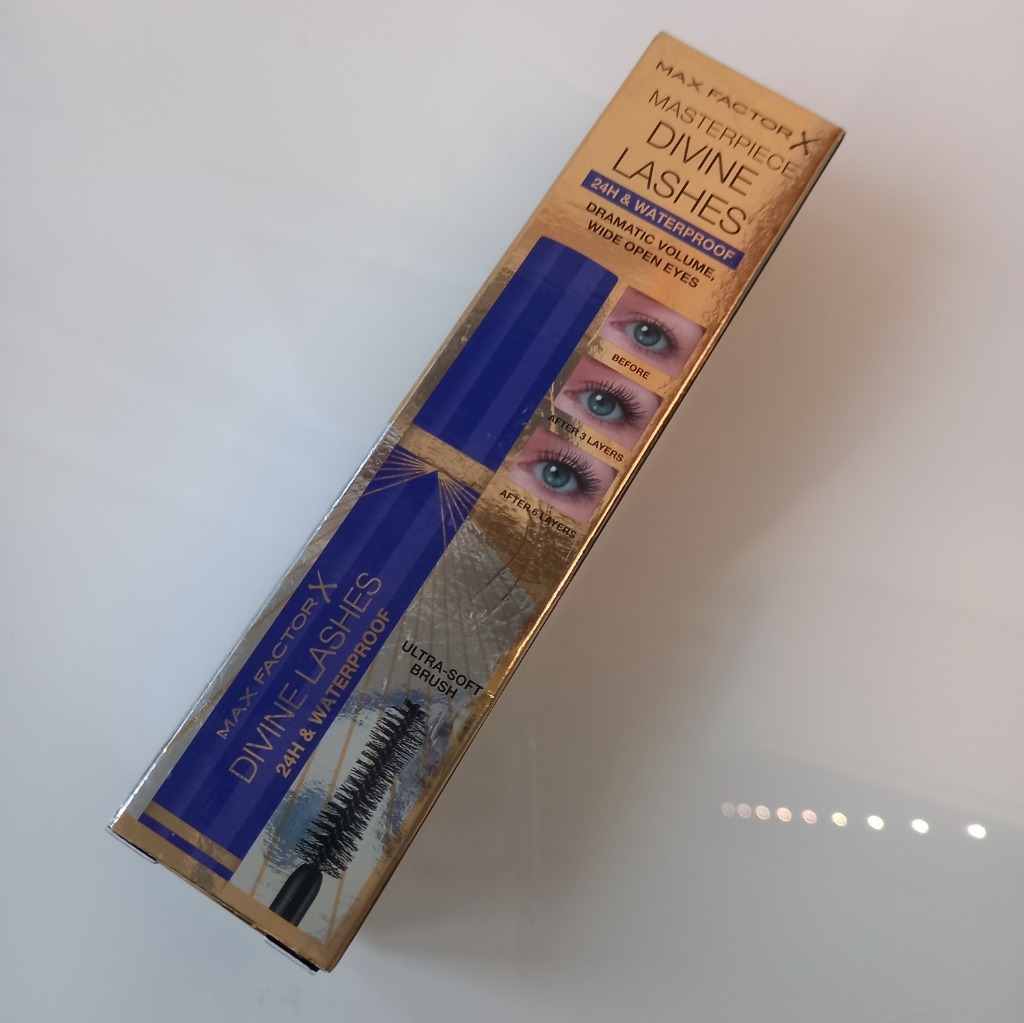 MAX FACTOR X
MASTERPIECE
DIVINE
LASHES
24H & WATERPROOF
DRAMATIC VOLUME,
WIDE OPEN EYES
BEFORE
AFTER 3 LAYERS
AFTER 6 LAYERS
MAX FACTOR X
DIVINE LASHES
24H & WATERPROOF
ULTRA-SOFT
BRUSH